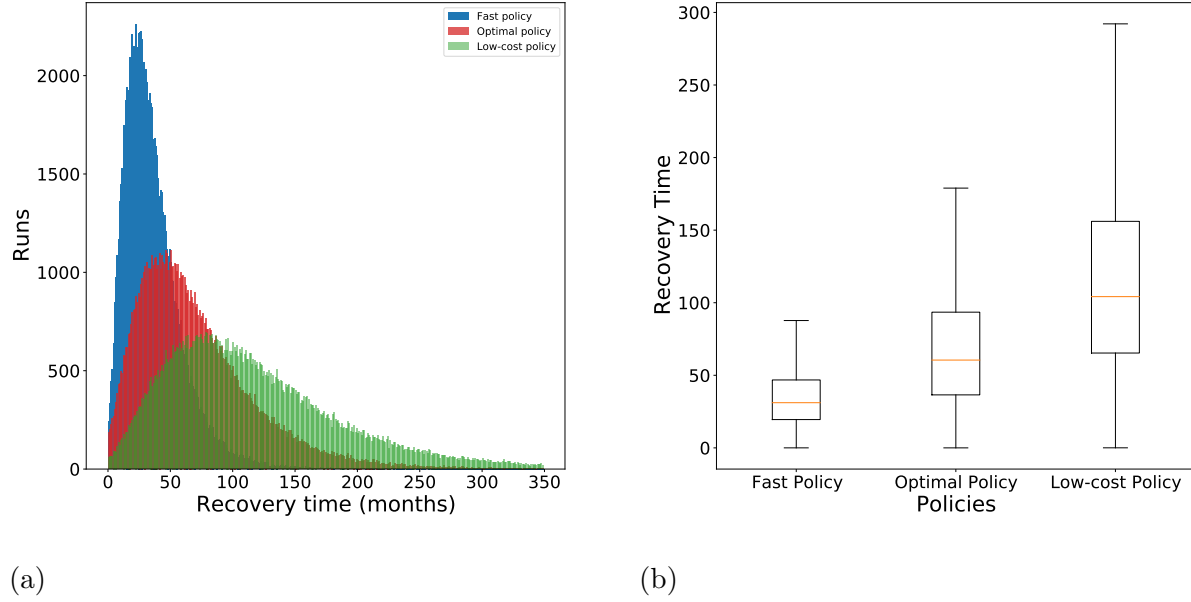 Fast policy
Optimal policy
Low-cost policy
2000
1500
1000
500
0
Runs
0 50 100 150 200 250 300 350
Recovery time (months)
(a)
300
250
200
150
100
50
0
Recovery Time
Fast Policy Optimal Policy Low-cost Policy
Policies
(b)